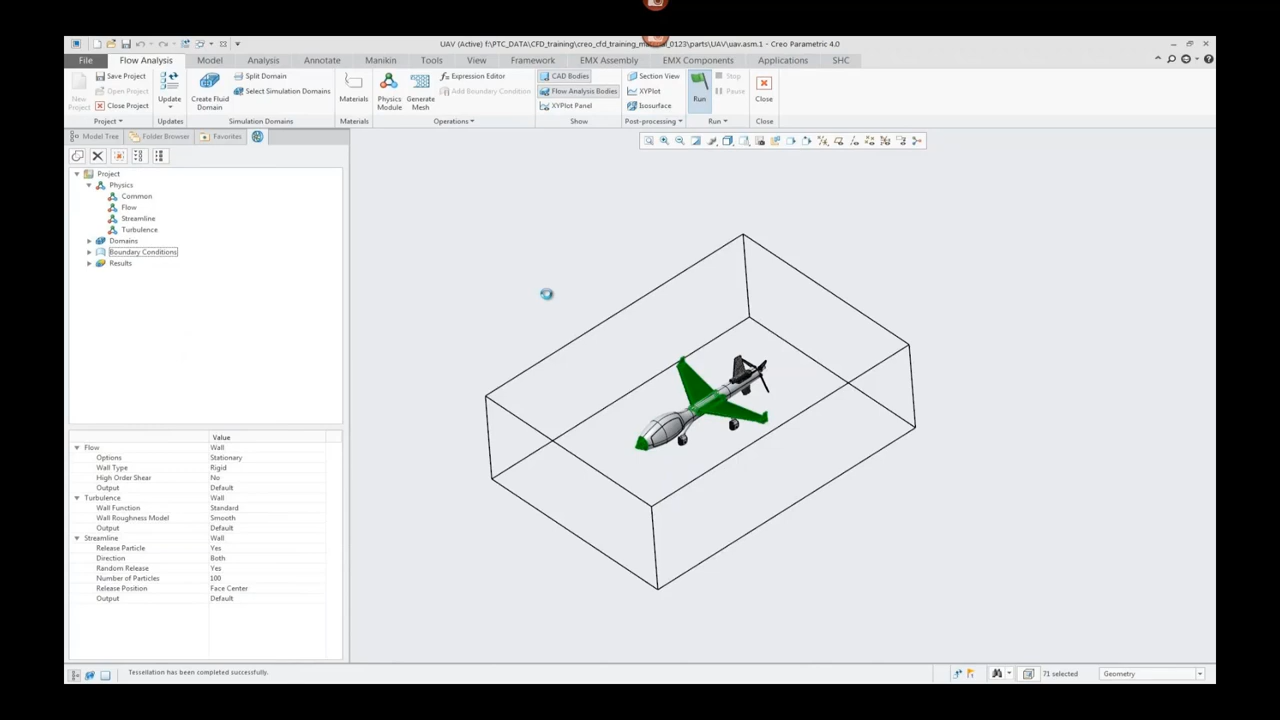 UAV (Active) f:\PTC_DATA\CFD_training\creo_cfd_training_ma _0123\parts\UAV\uav.asm.1 - Creo Parametric 4.0
File Flow Analysis Model Analysis Annotate Manikin Tools View Framework EMX Assembly EMX Components Applications SHC
New Project
Save Project
Open Project
Close Project
Update
Create Fluid Domain
Split Domain
Select Simulation Domains
Materials
Physics Module
Generate Mesh
Expression Editor
Add Boundary Condition
CAD Bodies
Flow Analysis Bodies
XYPlot Panel
Section View
XYPlot
Isosurface
Run
Stop
Pause
Close
Project Updates Simulation Domains Materials Operations Show Post-processing Run Close
Model Tree Folder Browser Favorites
Project
Physics
Common
Flow
Streamline
Turbulence
Domains
Boundary Conditions
Results
Value
Flow Wall
Options Stationary
Wall Type Rigid
High Order Shear No
Output Default
Turbulence Wall
Wall Function Standard
Wall Roughness Model Smooth
Output Default
Streamline Wall
Release Particle Yes
Direction Both
Random Release Yes
Number of Particles 100
Release Position Face Center
Output Default
Tessellation has been completed successfully.
71 selected
Geometry